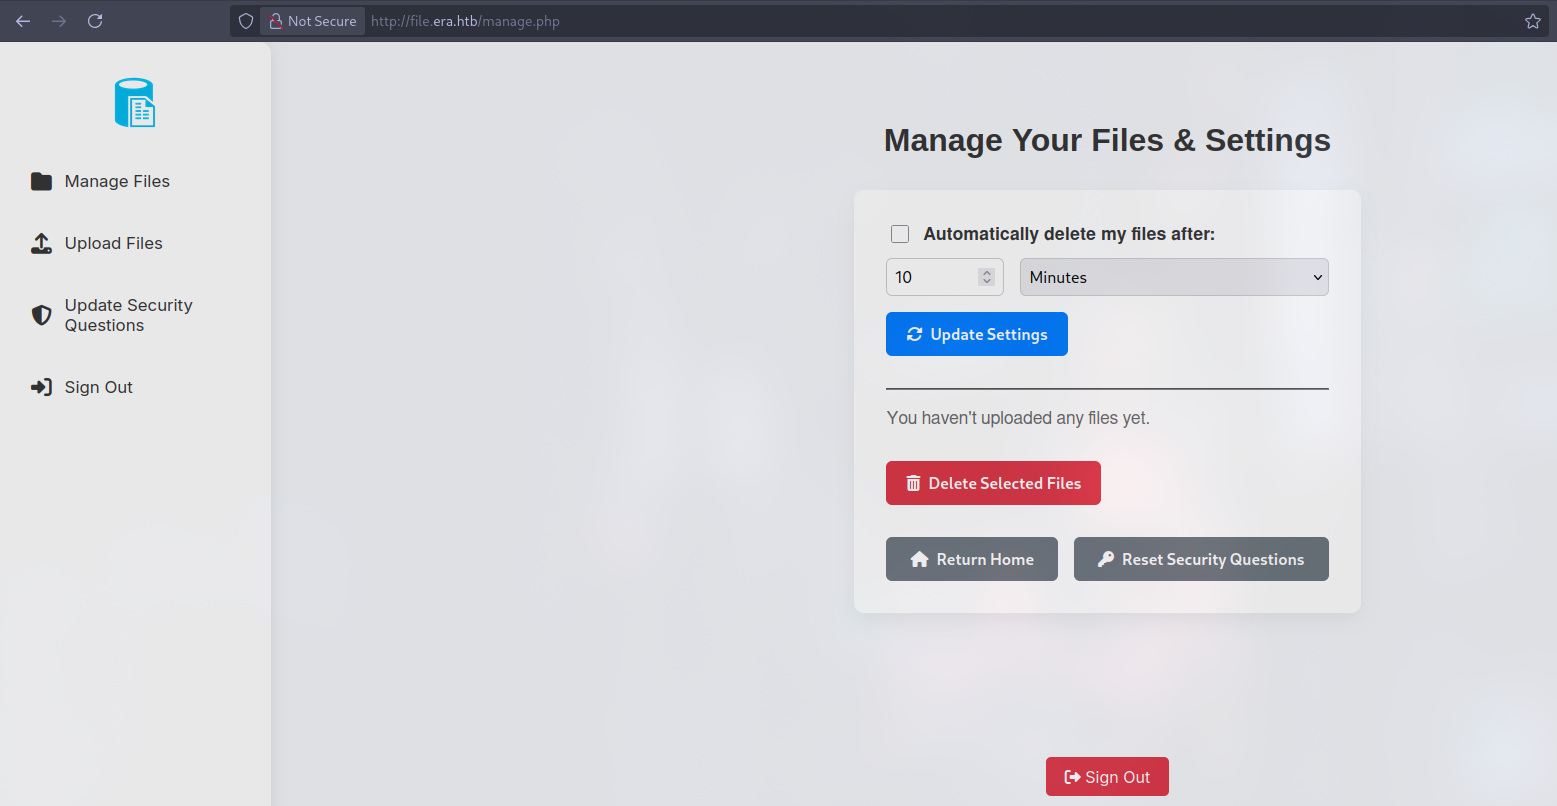 Not Secure
http://file.era.htb/manage.php
Manage Files
Upload Files
Update Security
Questions
Sign Out
Manage Your Files & Settings
Automatically delete my files after:
10
Minutes
Update Settings
You haven't uploaded any files yet.
Delete Selected Files
Return Home
Reset Security Questions
Sign Out